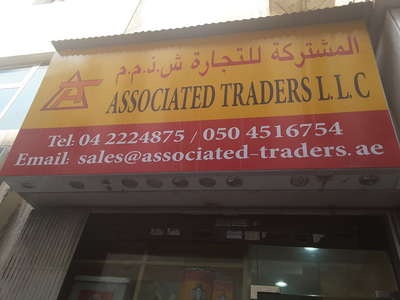 المشتركة للتجارة ش.ذ.م.م
ASSOCIATED TRADERS L.L.C
Tel: 04 2224875 / 050 4516754
Email: sales@associated-traders.ae